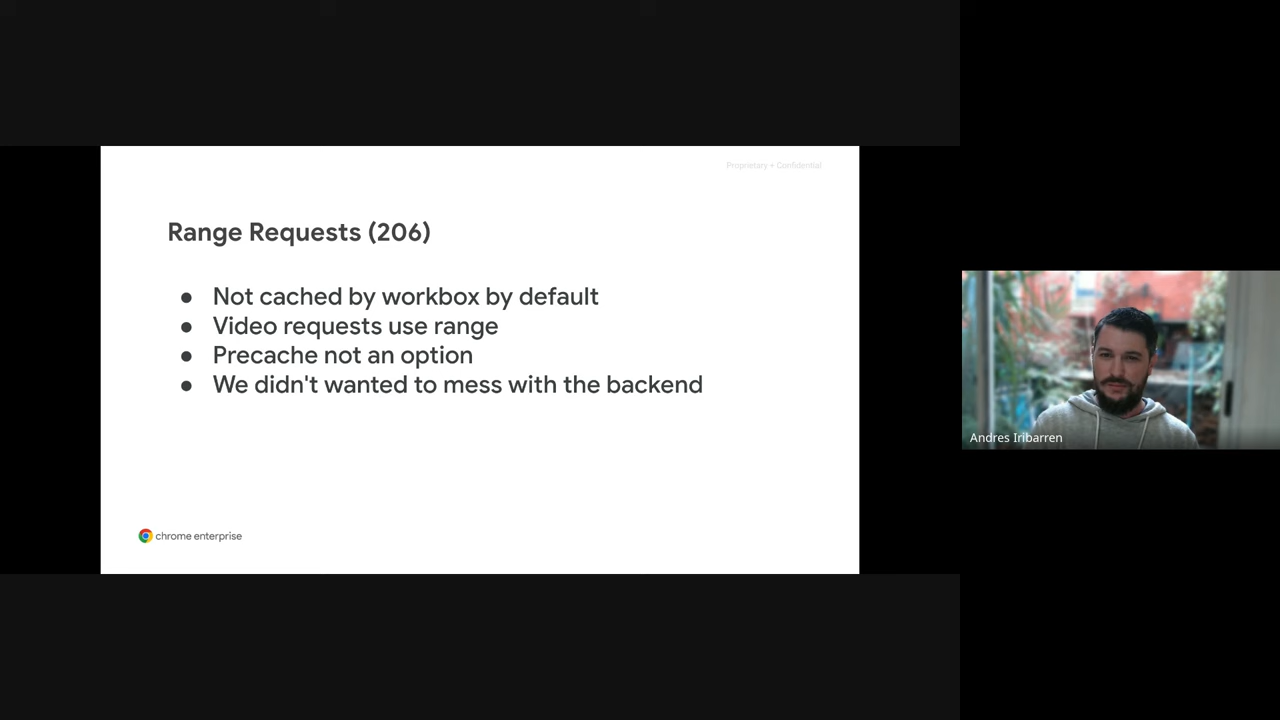 Proprietary + Confidential
Range Requests (206)
● Not cached by workbox by default
● Video requests use range
● Precache not an option
● We didn't wanted to mess with the backend
chrome enterprise
Andres Iribarren